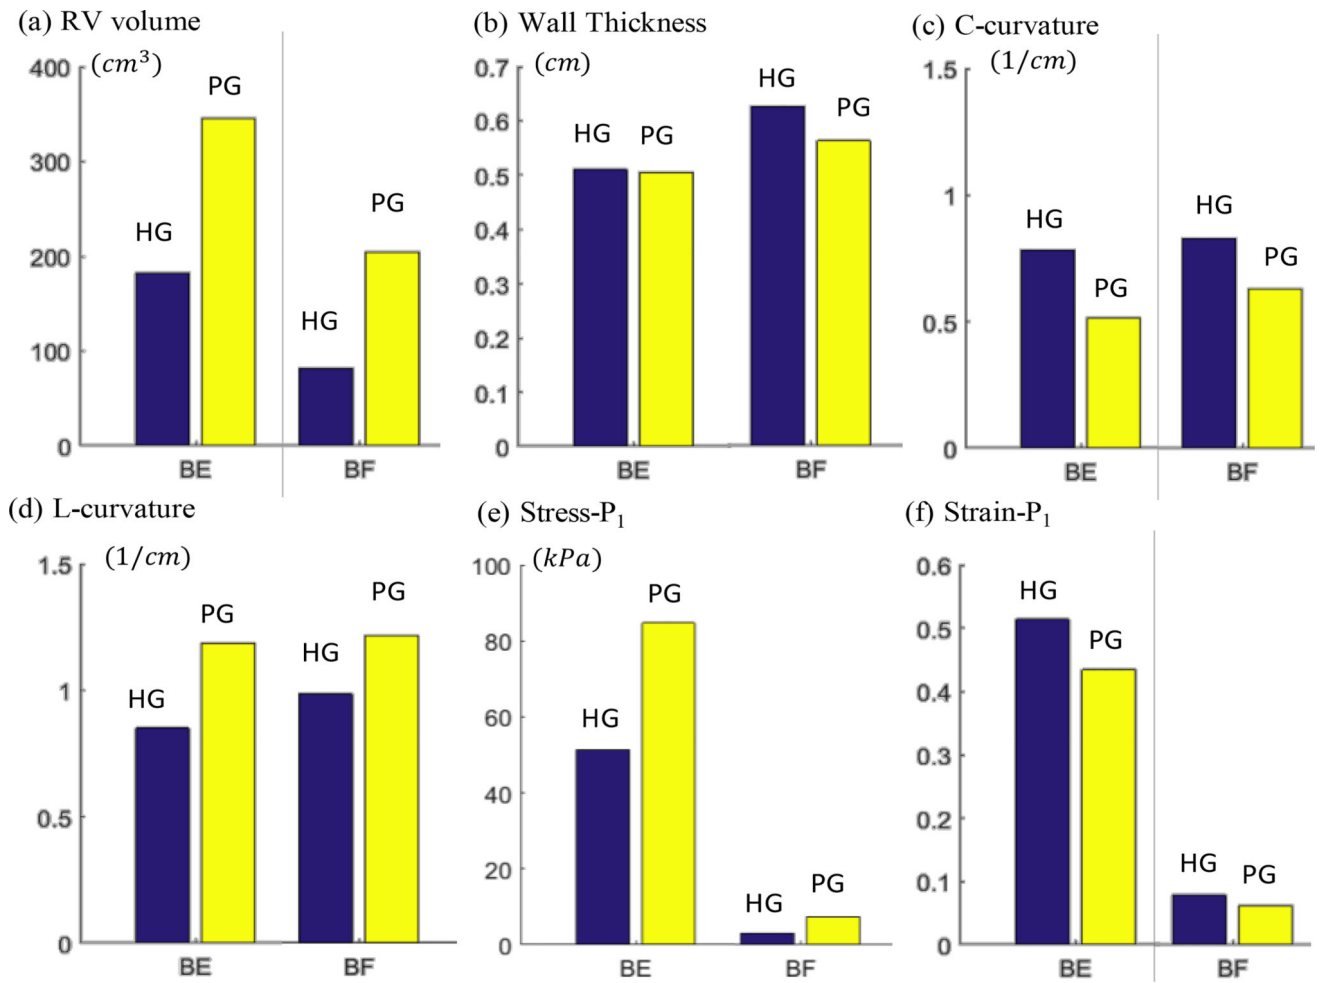 (a) RV volume
(cm³)
400
300
200
100
0
HG
PG
HG
PG
BE
BF
(b) Wall Thickness
(cm)
0.7
0.6
0.5
0.4
0.3
0.2
0.1
0
HG
PG
HG
PG
BE
BF
(c) C-curvature
(1/cm)
1.5
1
0.5
0
HG
PG
HG
PG
BE
BF
(d) L-curvature
(1/cm)
1.5
1
0.5
0
HG
PG
HG
PG
BE
BF
(e) Stress-P₁
(kPa)
100
80
60
40
20
0
HG
PG
HG
PG
BE
BF
(f) Strain-P₁
0.6
0.5
0.4
0.3
0.2
0.1
0
HG
PG
HG
PG
BE
BF